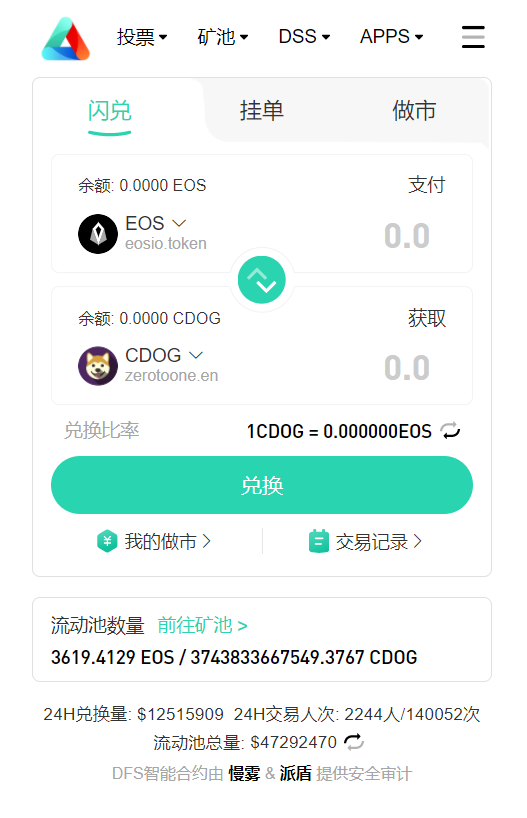 投票 矿池 DSS APPS
闪兑 挂单 做市
余额: 0.0000 EOS 支付
EOS 0.0
eosio.token
余额: 0.0000 CDOG 获取
CDOG 0.0
zerotoone.en
兑换比率 1CDOG = 0.000000EOS
兑换
我的做市 交易记录
流动池数量 前往矿池 >
3619.4129 EOS / 3743833667549.3767 CDOG
24H兑换量: $12515909 24H交易人次: 2244人/140052次
流动池总量: $47292470
DFS智能合约由 慢雾 & 派盾 提供安全审计